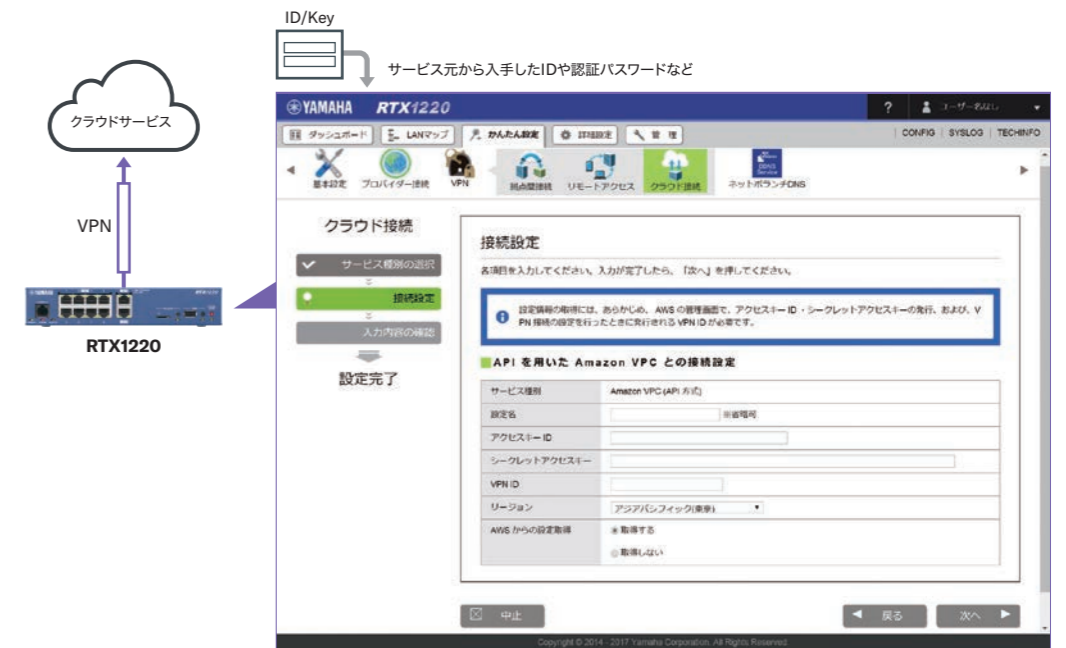 ID/Key
サービス元から入手したIDや認証パスワードなど
クラウドサービス
VPN
RTX1220
YAMAHA RTX1220
?
ダッシュボード LANマップ かんたん設定 詳細設定 管理 CONFIG SYSLOG TECHINFO
基本設定 プロバイダー接続 VPN 拠点間接続 リモートアクセス クラウド接続 ネットボランチDNS
クラウド接続
サービス種別の選択
接続設定
入力内容の確認
設定完了
接続設定
各項目を入力してください。入力が完了したら、「次へ」を押してください。
設定情報の取得には、あらかじめ、AWS の管理画面で、アクセスキー ID・シークレットアクセスキーの発行、および、V
PN 接続の設定を行ったときに発行される VPN ID が必要です。
API を用いた Amazon VPC との接続設定
サービス種別 Amazon VPC (API 方式)
設定名 ※省略可
アクセスキー ID
シークレットアクセスキー
VPN ID
リージョン アジアパシフィック(東京)
AWS からの設定取得 取得する
取得しない
中止 戻る 次へ
Copyright © 2014 - 2017 Yamaha Corporation. All Rights Reserved.